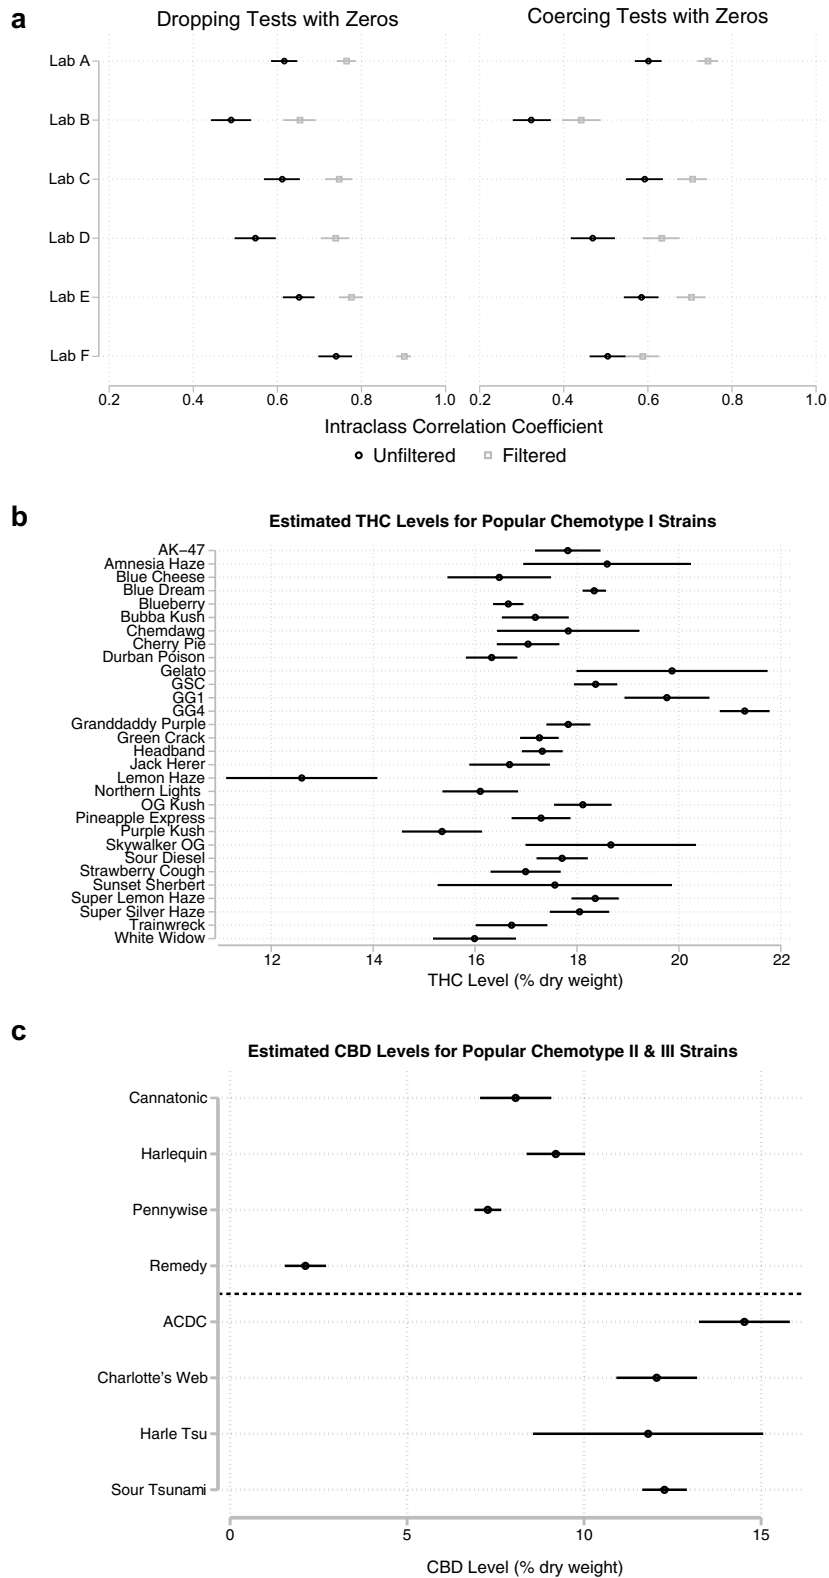 a
Dropping Tests with Zeros
Coercing Tests with Zeros
Lab A
Lab B
Lab C
Lab D
Lab E
Lab F
0.2 0.4 0.6 0.8 1.0 0.2 0.4 0.6 0.8 1.0
Intraclass Correlation Coefficient
Unfiltered Filtered
b
Estimated THC Levels for Popular Chemotype I Strains
AK−47
Amnesia Haze
Blue Cheese
Blue Dream
Blueberry
Bubba Kush
Chemdawg
Cherry Pie
Durban Poison
Gelato
GSC
GG1
GG4
Granddaddy Purple
Green Crack
Headband
Jack Herer
Lemon Haze
Northern Lights
OG Kush
Pineapple Express
Purple Kush
Skywalker OG
Sour Diesel
Strawberry Cough
Sunset Sherbert
Super Lemon Haze
Super Silver Haze
Trainwreck
White Widow
12 14 16 18 20 22
THC Level (% dry weight)
c
Estimated CBD Levels for Popular Chemotype II & III Strains
Cannatonic
Harlequin
Pennywise
Remedy
ACDC
Charlotte's Web
Harle Tsu
Sour Tsunami
0 5 10 15
CBD Level (% dry weight)